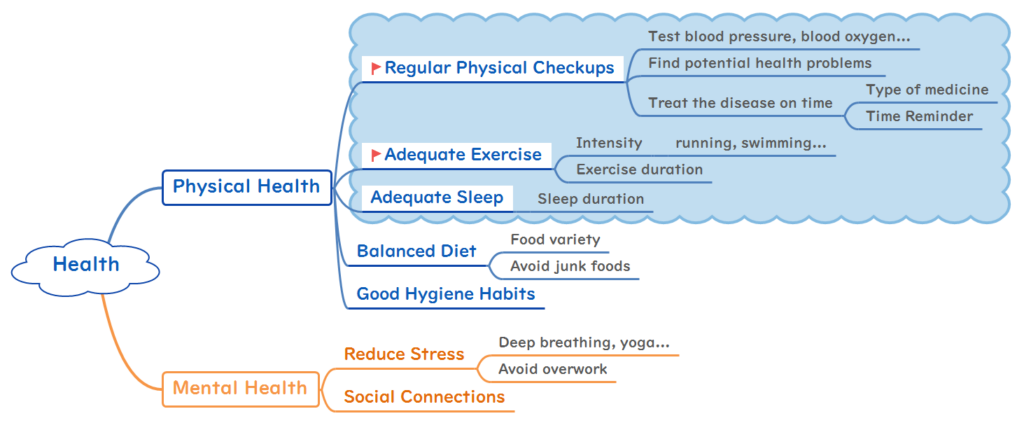 Health
Physical Health
Regular Physical Checkups
Test blood pressure, blood oxygen...
Find potential health problems
Treat the disease on time
Type of medicine
Time Reminder
Adequate Exercise
Intensity
running, swimming...
Exercise duration
Adequate Sleep
Sleep duration
Balanced Diet
Food variety
Avoid junk foods
Good Hygiene Habits
Mental Health
Reduce Stress
Deep breathing, yoga...
Avoid overwork
Social Connections